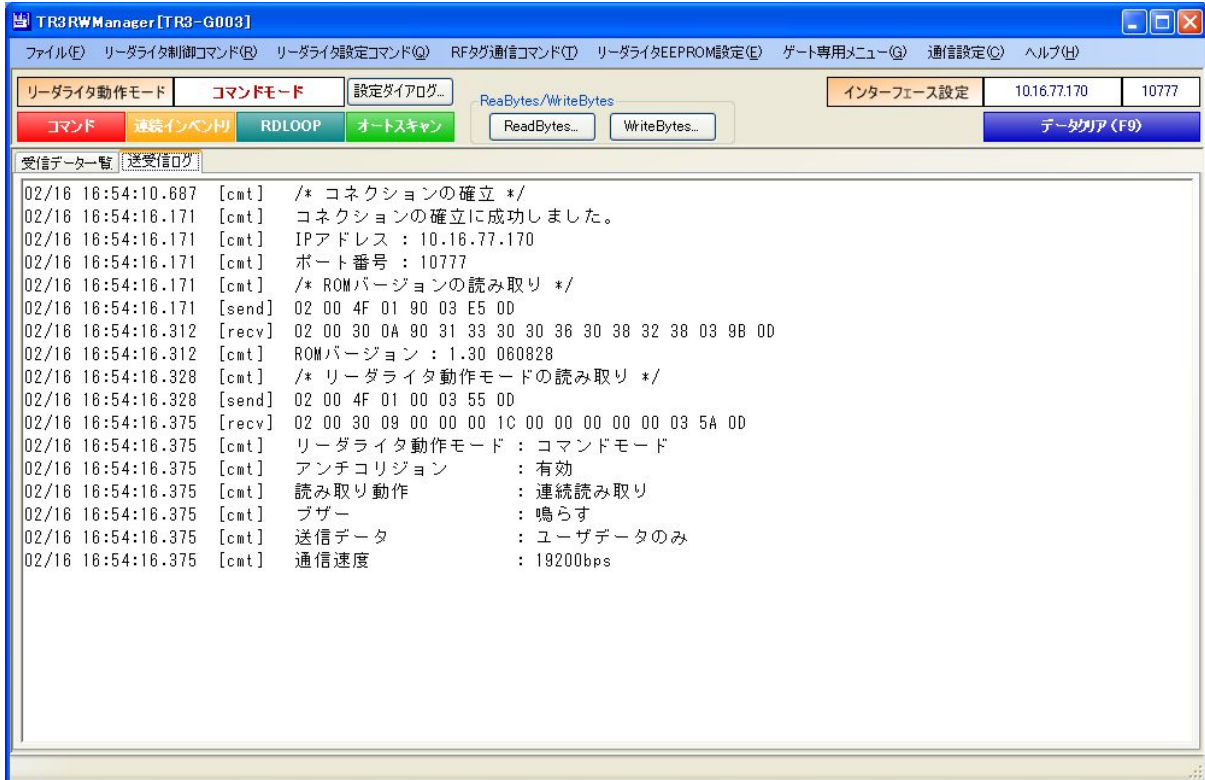 TR3RWManager[TR3-G003]
ファイル(F) リーダライタ制御コマンド(R) リーダライタ設定コマンド(Q) RFタグ通信コマンド(T) リーダライタEEPROM設定(E) ゲート専用メニュー(G) 通信設定(C) ヘルプ(H)
リーダライタ動作モード コマンドモード 設定ダイアログ... ReaBytes/WriteBytes インターフェース設定 10.16.77.170 10777
コマンド 連続インベントリ RDLOOP オートスキャン ReadBytes... WriteBytes... データクリア (F9)
受信データ一覧 送受信ログ
02/16 16:54:10.687 [cmt] /* コネクションの確立 */
02/16 16:54:16.171 [cmt] コネクションの確立に成功しました。
02/16 16:54:16.171 [cmt] IPアドレス : 10.16.77.170
02/16 16:54:16.171 [cmt] ポート番号 : 10777
02/16 16:54:16.171 [cmt] /* ROMバージョンの読み取り */
02/16 16:54:16.171 [send] 02 00 4F 01 90 03 E5 0D
02/16 16:54:16.312 [recv] 02 00 30 0A 90 31 33 30 30 36 30 38 32 38 03 9B 0D
02/16 16:54:16.312 [cmt] ROMバージョン : 1.30 060828
02/16 16:54:16.328 [cmt] /* リーダライタ動作モードの読み取り */
02/16 16:54:16.328 [send] 02 00 4F 01 00 03 55 0D
02/16 16:54:16.375 [recv] 02 00 30 09 00 00 00 1C 00 00 00 00 00 03 5A 0D
02/16 16:54:16.375 [cmt] リーダライタ動作モード : コマンドモード
02/16 16:54:16.375 [cmt] アンチコリジョン : 有効
02/16 16:54:16.375 [cmt] 読み取り動作 : 連続読み取り
02/16 16:54:16.375 [cmt] ブザー : 鳴らす
02/16 16:54:16.375 [cmt] 送信データ : ユーザデータのみ
02/16 16:54:16.375 [cmt] 通信速度 : 19200bps